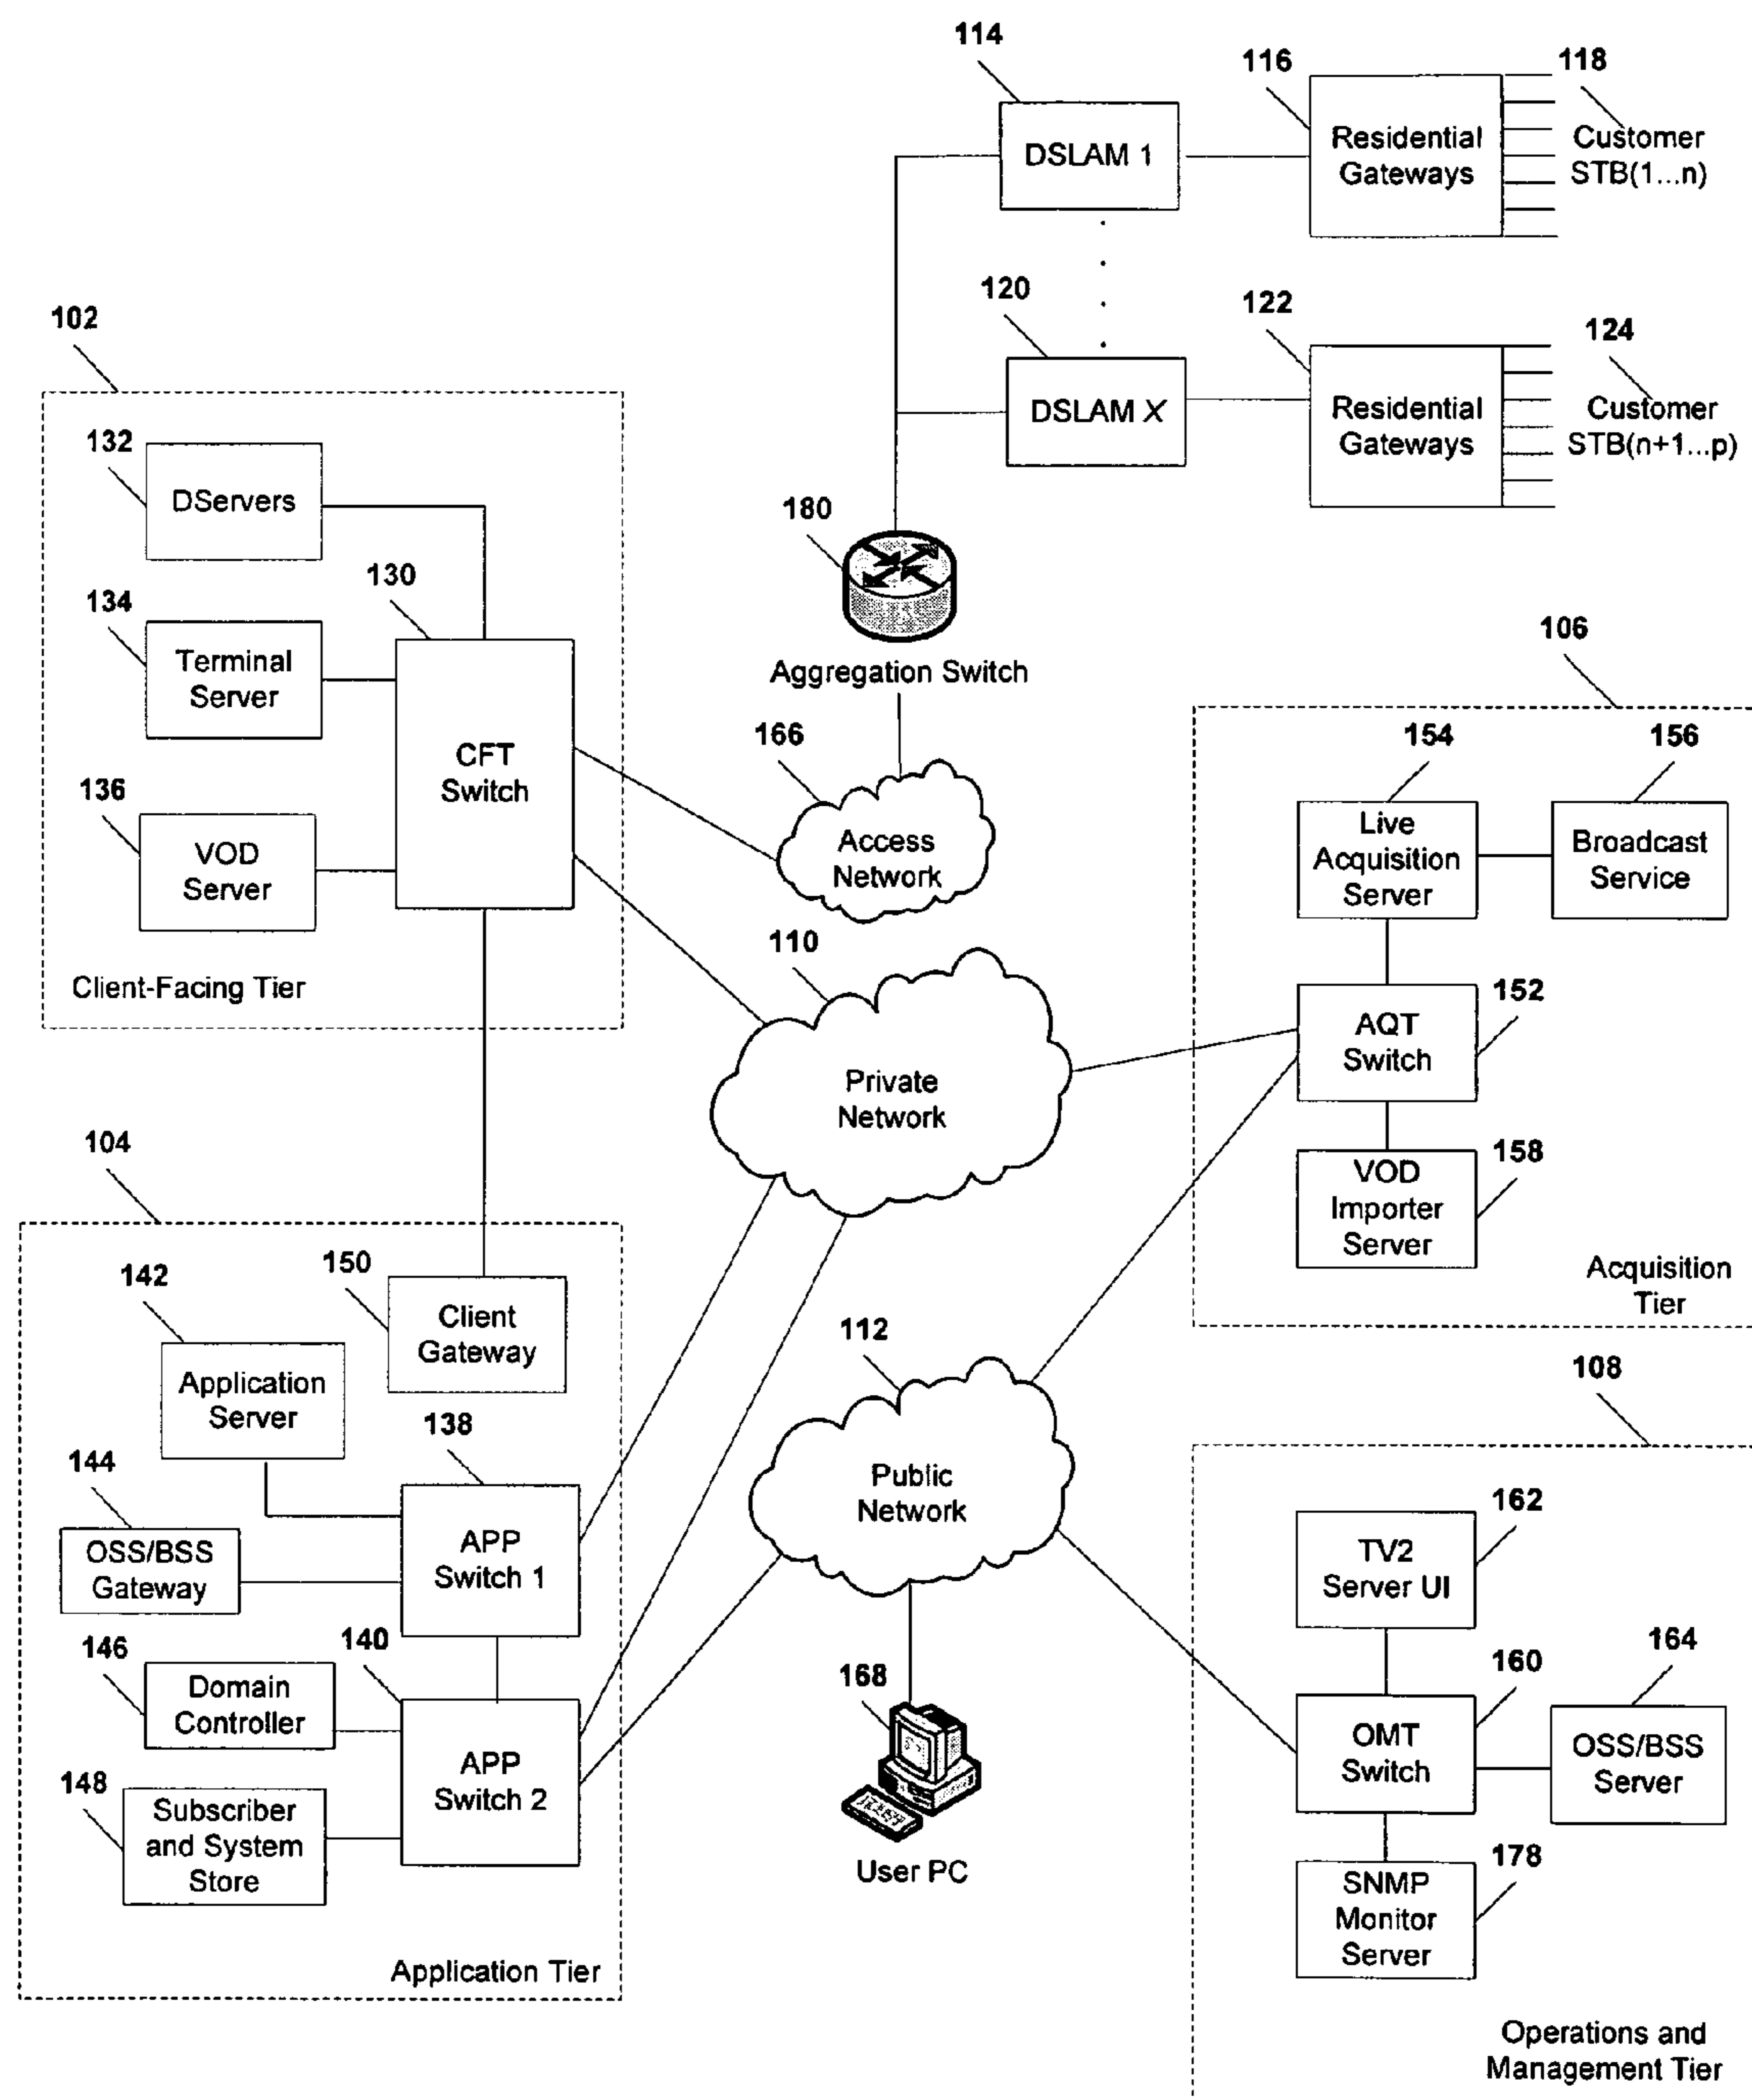 114
116
118
DSLAM 1
Residential
Gateways
Customer
STB(1...n)
120
122
124
DSLAM X
Residential
Gateways
Customer
STB(n+1...p)
102
132
DServers
130
134
Terminal
Server
CFT
Switch
136
VOD
Server
Client-Facing Tier
180
Aggregation Switch
166
Access
Network
110
Private
Network
106
154
156
Live
Acquisition
Server
Broadcast
Service
152
AQT
Switch
158
VOD
Importer
Server
Acquisition
Tier
104
142
150
Client
Gateway
Application
Server
138
144
OSS/BSS
Gateway
APP
Switch 1
146
140
Domain
Controller
APP
Switch 2
148
Subscriber
and System
Store
Application Tier
112
Public
Network
168
User PC
108
162
TV2
Server UI
160
164
OMT
Switch
OSS/BSS
Server
178
SNMP
Monitor
Server
Operations and
Management Tier